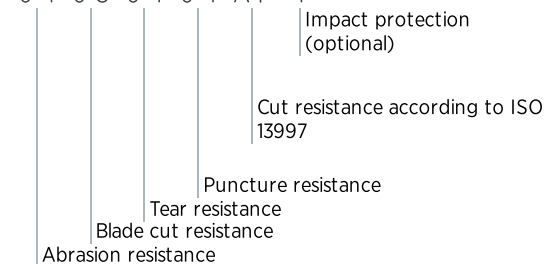 Impact protection
(optional)
Cut resistance according to ISO
13997
Puncture resistance
Tear resistance
Blade cut resistance
Abrasion resistance